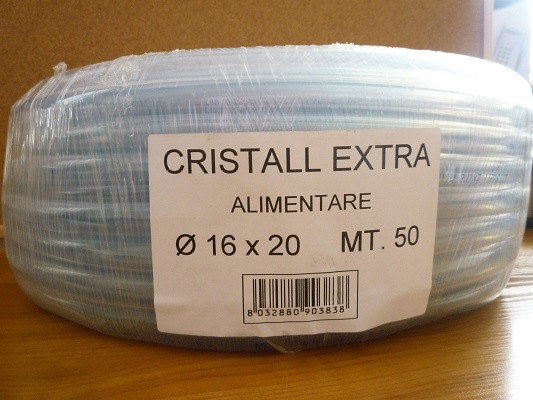 CRISTALL EXTRA
ALIMENTARE
Ø 16 x 20 MT. 50
8 032880 903838